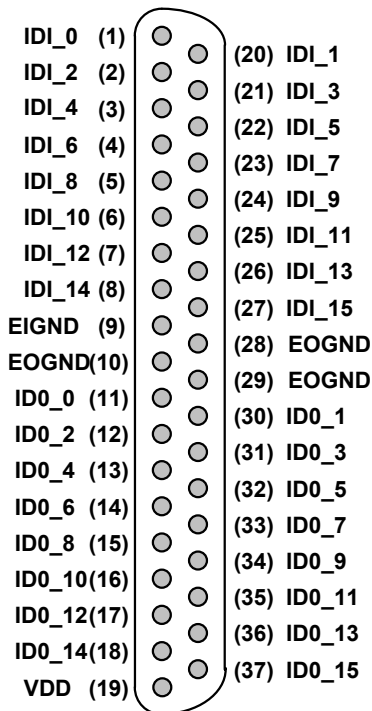 IDI_0 (1)
(20) IDI_1
IDI_2 (2)
(21) IDI_3
IDI_4 (3)
(22) IDI_5
IDI_6 (4)
(23) IDI_7
IDI_8 (5)
(24) IDI_9
IDI_10 (6)
(25) IDI_11
IDI_12 (7)
(26) IDI_13
IDI_14 (8)
(27) IDI_15
EIGND (9)
(28) EOGND
EOGND(10)
(29) EOGND
ID0_0 (11)
(30) ID0_1
ID0_2 (12)
(31) ID0_3
ID0_4 (13)
(32) ID0_5
ID0_6 (14)
(33) ID0_7
ID0_8 (15)
(34) ID0_9
ID0_10(16)
(35) ID0_11
ID0_12(17)
(36) ID0_13
ID0_14(18)
(37) ID0_15
VDD (19)